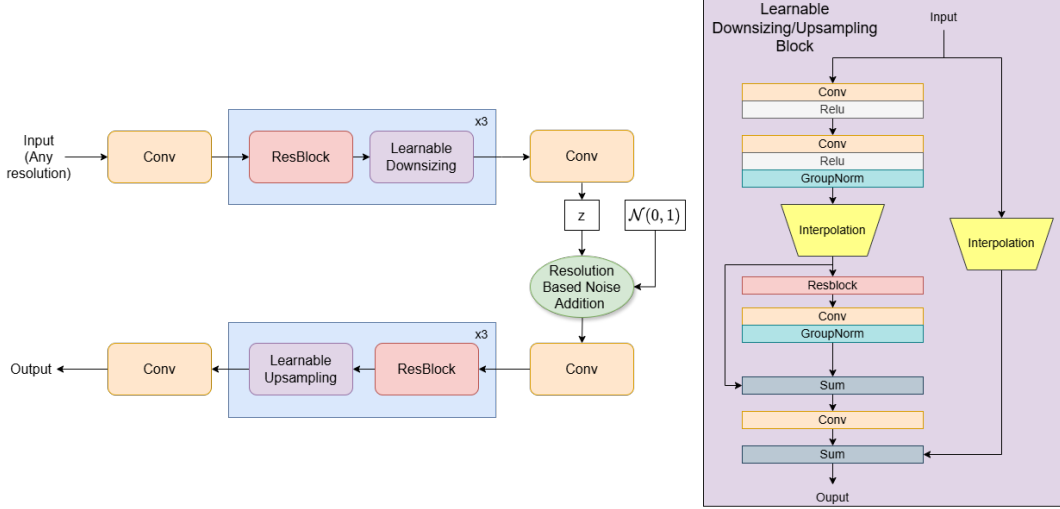 Input
(Any
resolution)
Conv
x3
ResBlock
Learnable
Downsizing
Conv
z
𝒩(0, 1)
Resolution
Based Noise
Addition
Output
Conv
x3
Learnable
Upsampling
ResBlock
Conv
Learnable
Downsizing/Upsampling
Block
Input
Conv
Relu
Conv
Relu
GroupNorm
Interpolation
Interpolation
Resblock
Conv
GroupNorm
Sum
Conv
Sum
Ouput